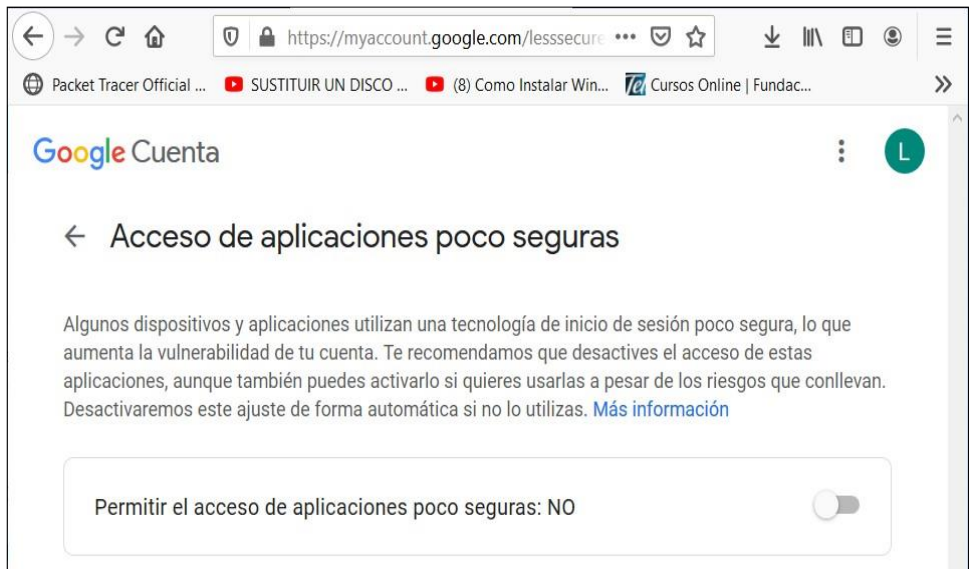 https://myaccount.google.com/lesssecure
Packet Tracer Official ... SUSTITUIR UN DISCO ... (8) Como Instalar Win... Cursos Online | Fundac...
Google Cuenta
L
Acceso de aplicaciones poco seguras
Algunos dispositivos y aplicaciones utilizan una tecnología de inicio de sesión poco segura, lo que
aumenta la vulnerabilidad de tu cuenta. Te recomendamos que desactives el acceso de estas
aplicaciones, aunque también puedes activarlo si quieres usarlas a pesar de los riesgos que conllevan.
Desactivaremos este ajuste de forma automática si no lo utilizas. Más información
Permitir el acceso de aplicaciones poco seguras: NO